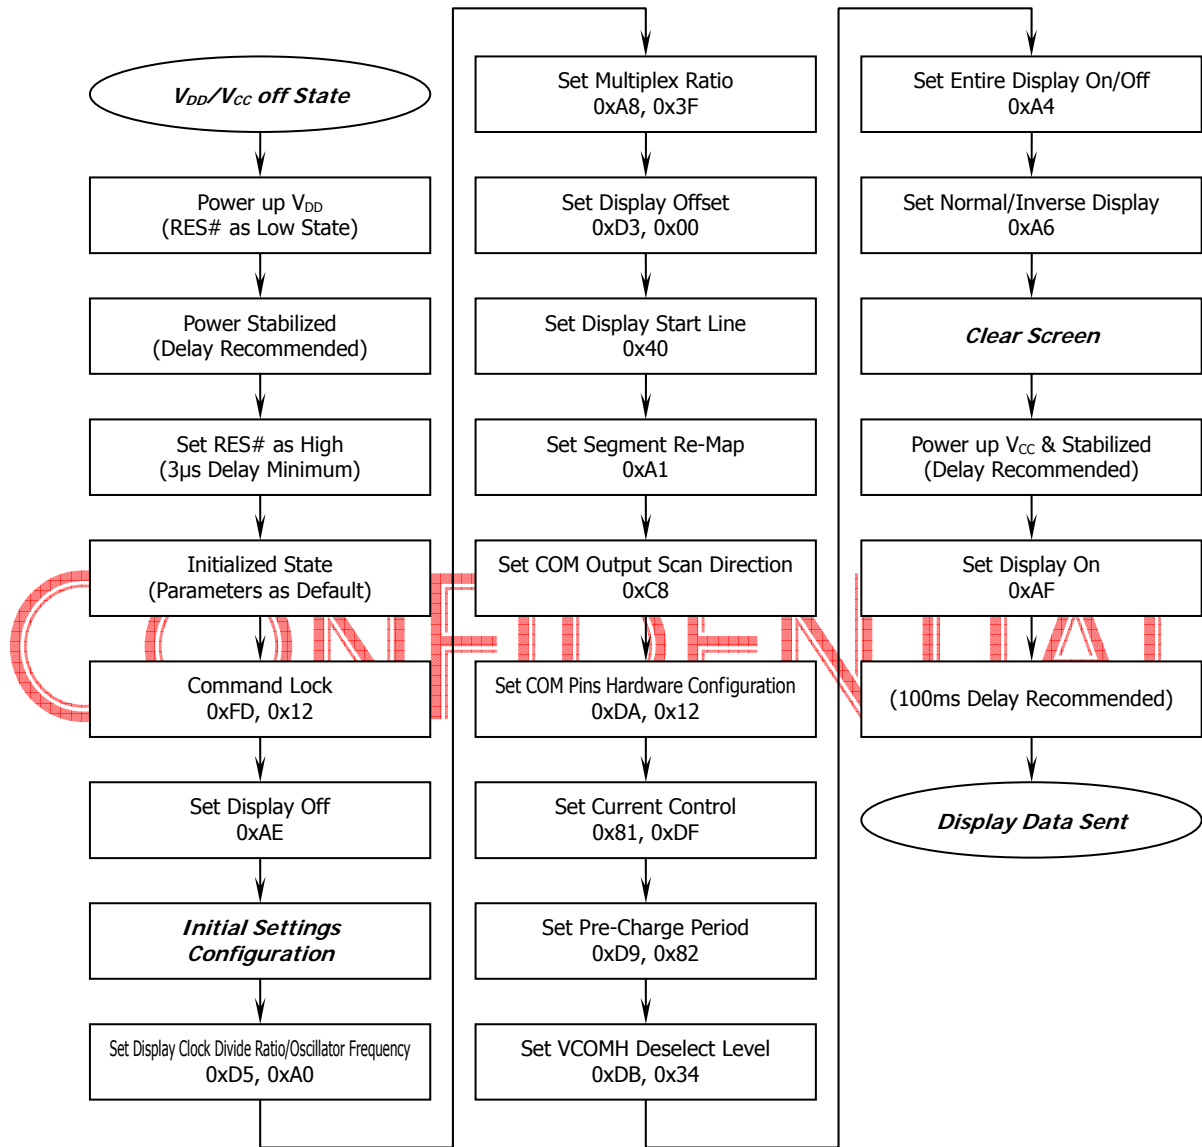 V_DD/V_CC off State
Power up V_DD
(RES# as Low State)
Power Stabilized
(Delay Recommended)
Set RES# as High
(3μs Delay Minimum)
Initialized State
(Parameters as Default)
Command Lock
0xFD, 0x12
Set Display Off
0xAE
Initial Settings
Configuration
Set Display Clock Divide Ratio/Oscillator Frequency
0xD5, 0xA0
Set Multiplex Ratio
0xA8, 0x3F
Set Display Offset
0xD3, 0x00
Set Display Start Line
0x40
Set Segment Re-Map
0xA1
Set COM Output Scan Direction
0xC8
Set COM Pins Hardware Configuration
0xDA, 0x12
Set Current Control
0x81, 0xDF
Set Pre-Charge Period
0xD9, 0x82
Set VCOMH Deselect Level
0xDB, 0x34
Set Entire Display On/Off
0xA4
Set Normal/Inverse Display
0xA6
Clear Screen
Power up V_CC & Stabilized
(Delay Recommended)
Set Display On
0xAF
(100ms Delay Recommended)
Display Data Sent
CONFIDENTIAL